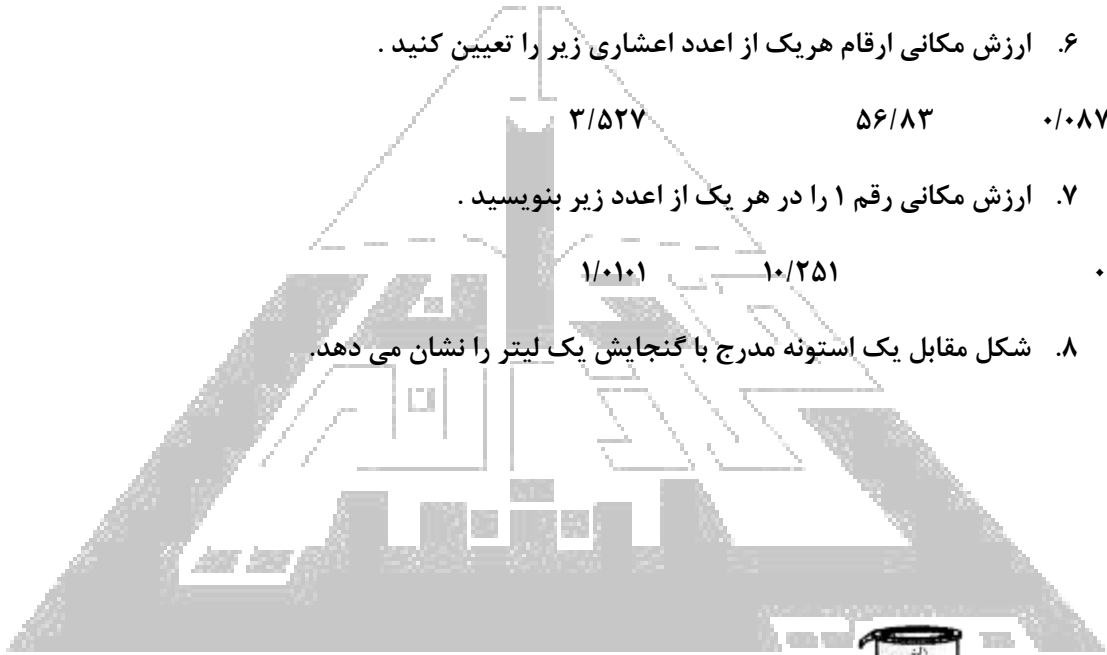 ۶. ارزش مکانی ارقام هریک از اعدد اعشاری زیر را تعیین کنید .
۰/۰۸۷ ۵۶/۸۳ ۳/۵۲۷
۷. ارزش مکانی رقم ۱ را در هر یک از اعدد زیر بنویسید .
۰ ۱۰/۲۵۱ ۱/۰۱۰۱
۸. شکل مقابل یک استونه مدرج با گنجایش یک لیتر را نشان می دهد.